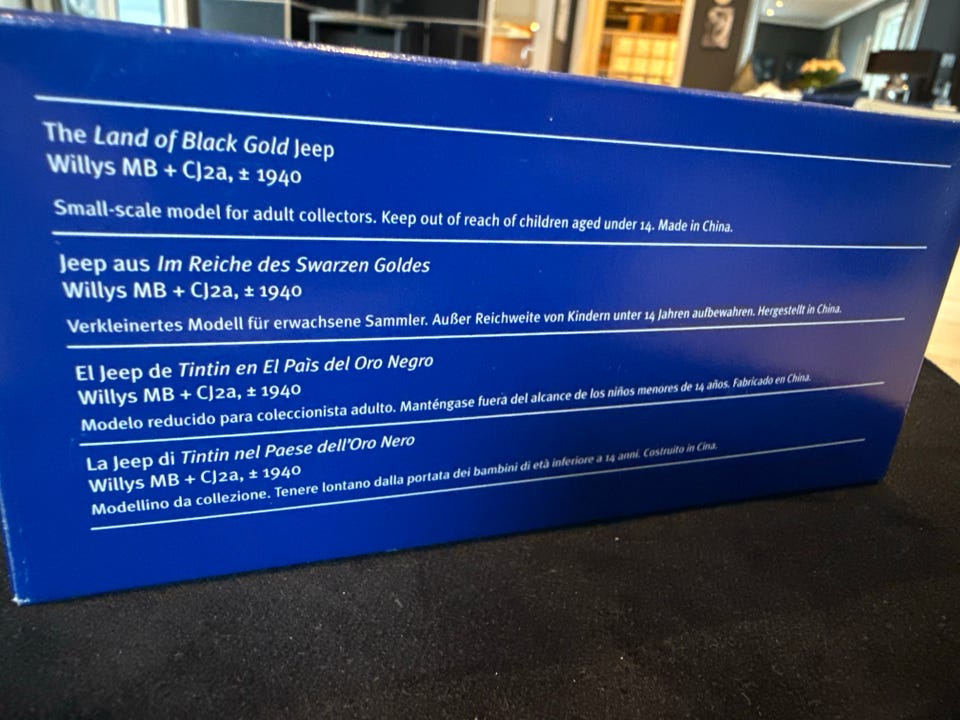 The Land of Black Gold Jeep
Willys MB + CJ2a, ± 1940
Small-scale model for adult collectors. Keep out of reach of children aged under 14. Made in China.
Jeep aus Im Reiche des Swarzen Goldes
Willys MB + CJ2a, ± 1940
Verkleinertes Modell für erwachsene Sammler. Außer Reichweite von Kindern unter 14 Jahren aufbewahren. Hergestellt in China.
El Jeep de Tintin en El Paìs del Oro Negro
Willys MB + CJ2a, ± 1940
Modelo reducido para coleccionista adulto. Manténgase fuera del alcance de los niños menores de 14 años. Fabricado en China.
La Jeep di Tintin nel Paese dell'Oro Nero
Willys MB + CJ2a, ± 1940
Modellino da collezione. Tenere lontano dalla portata dei bambini di età inferiore a 14 anni. Costruito in Cina.